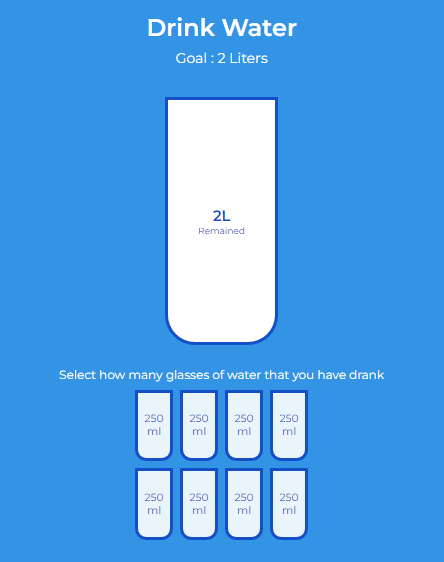 Drink Water
Goal : 2 Liters
2L
Remained
Select how many glasses of water that you have drank
250 250 250 250
ml ml ml ml
250 250 250 250
ml ml ml ml